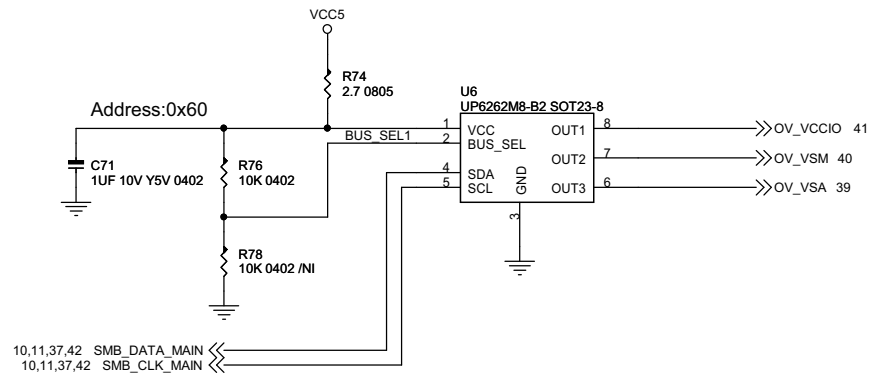 VCC5
R74
2.7 0805
U6
UP6262M8-B2 SOT23-8
Address:0x60
1 VCC OUT1 8 OV_VCCIO 41
BUS_SEL1
2 BUS_SEL
OUT2 7 OV_VSM 40
C71
1UF 10V Y5V 0402
R76
10K 0402
4 SDA
5 SCL
GND
OUT3 6 OV_VSA 39
3
R78
10K 0402 /NI
10,11,37,42 SMB_DATA_MAIN
10,11,37,42 SMB_CLK_MAIN